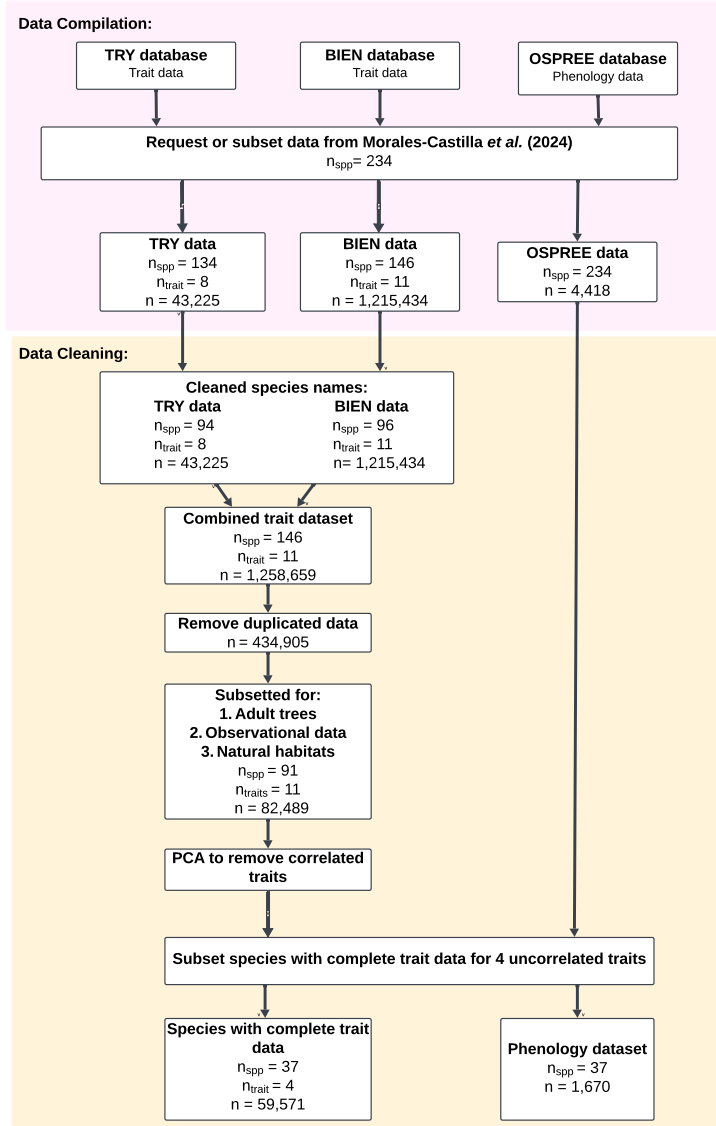 Data Compilation:
TRY database
Trait data
BIEN database
Trait data
OSPREE database
Phenology data
Request or subset data from Morales-Castilla et al. (2024)
nspp= 234
TRY data
nspp = 134
ntrait = 8
n = 43,225
BIEN data
nspp = 146
ntrait = 11
n = 1,215,434
OSPREE data
nspp = 234
n = 4,418
Data Cleaning:
Cleaned species names:
TRY data
nspp = 94
ntrait = 8
n = 43,225
BIEN data
nspp = 96
ntrait = 11
n= 1,215,434
Combined trait dataset
nspp = 146
ntrait = 11
n = 1,258,659
Remove duplicated data
n = 434,905
Subsetted for:
1. Adult trees
2. Observational data
3. Natural habitats
nspp = 91
ntraits = 11
n = 82,489
PCA to remove correlated
traits
Subset species with complete trait data for 4 uncorrelated traits
Species with complete trait
data
nspp = 37
ntrait = 4
n = 59,571
Phenology dataset
nspp = 37
n = 1,670